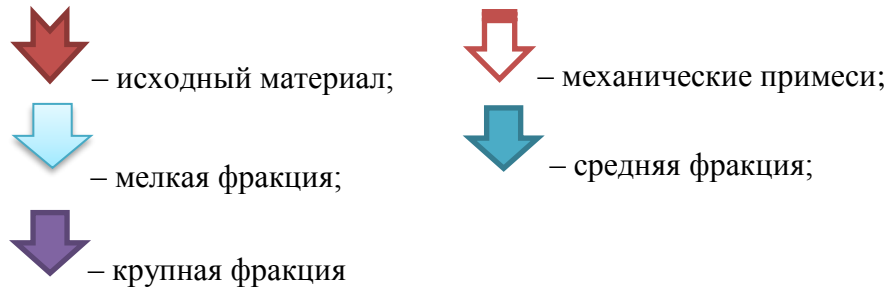 – исходный материал;
– механические примеси;
– мелкая фракция;
– средняя фракция;
– крупная фракция